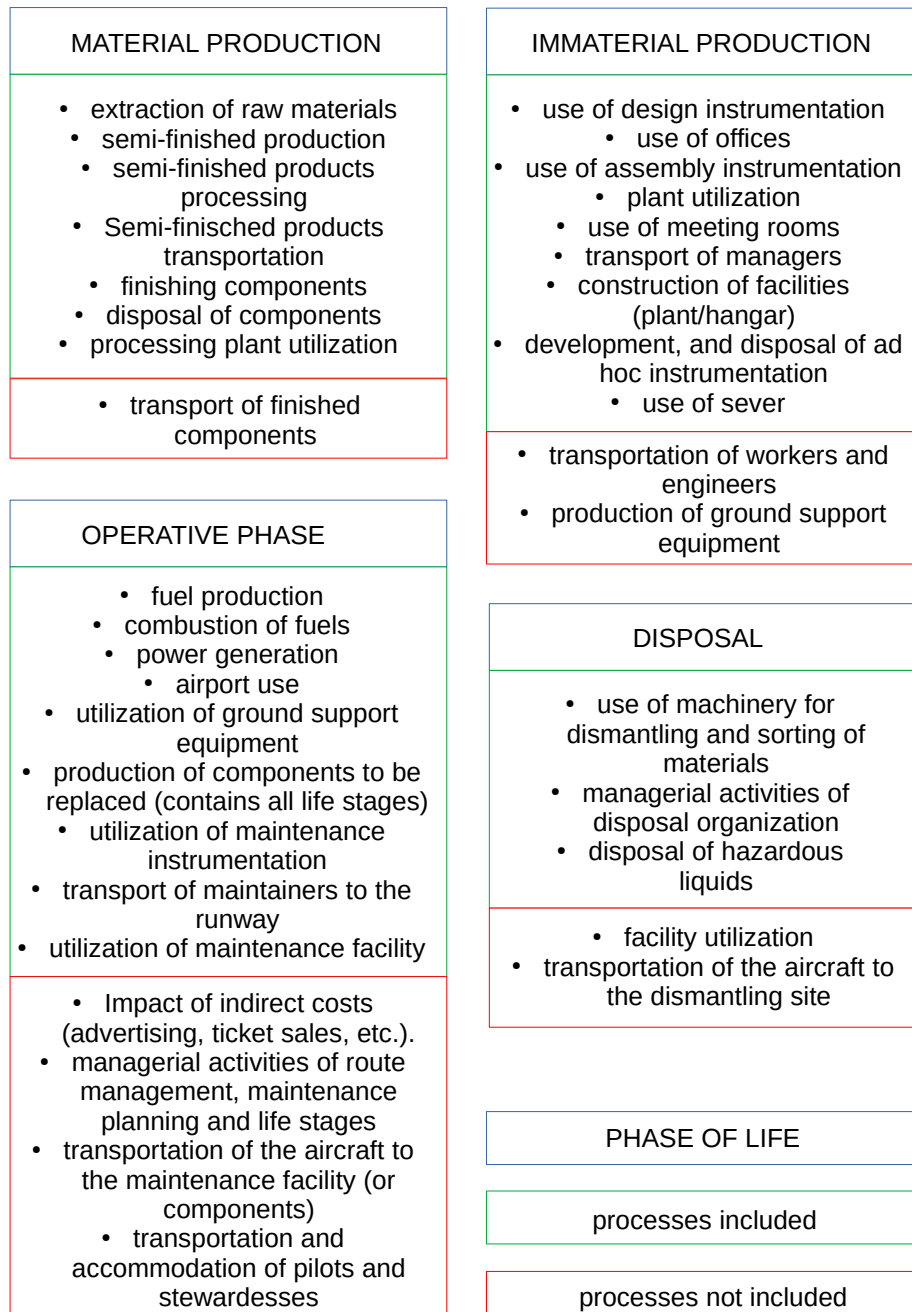 MATERIAL PRODUCTION
• extraction of raw materials
• semi-finished production
• semi-finished products
processing
• Semi-finisched products
transportation
• finishing components
• disposal of components
• processing plant utilization
• transport of finished
components
OPERATIVE PHASE
• fuel production
• combustion of fuels
• power generation
• airport use
• utilization of ground support
equipment
• production of components to be
replaced (contains all life stages)
• utilization of maintenance
instrumentation
• transport of maintainers to the
runway
• utilization of maintenance facility
• Impact of indirect costs
(advertising, ticket sales, etc.).
• managerial activities of route
management, maintenance
planning and life stages
• transportation of the aircraft to
the maintenance facility (or
components)
• transportation and
accommodation of pilots and
stewardesses
IMMATERIAL PRODUCTION
• use of design instrumentation
• use of offices
• use of assembly instrumentation
• plant utilization
• use of meeting rooms
• transport of managers
• construction of facilities
(plant/hangar)
• development, and disposal of ad
hoc instrumentation
• use of sever
• transportation of workers and
engineers
• production of ground support
equipment
DISPOSAL
• use of machinery for
dismantling and sorting of
materials
• managerial activities of
disposal organization
• disposal of hazardous
liquids
• facility utilization
• transportation of the aircraft to
the dismantling site
PHASE OF LIFE
processes included
processes not included